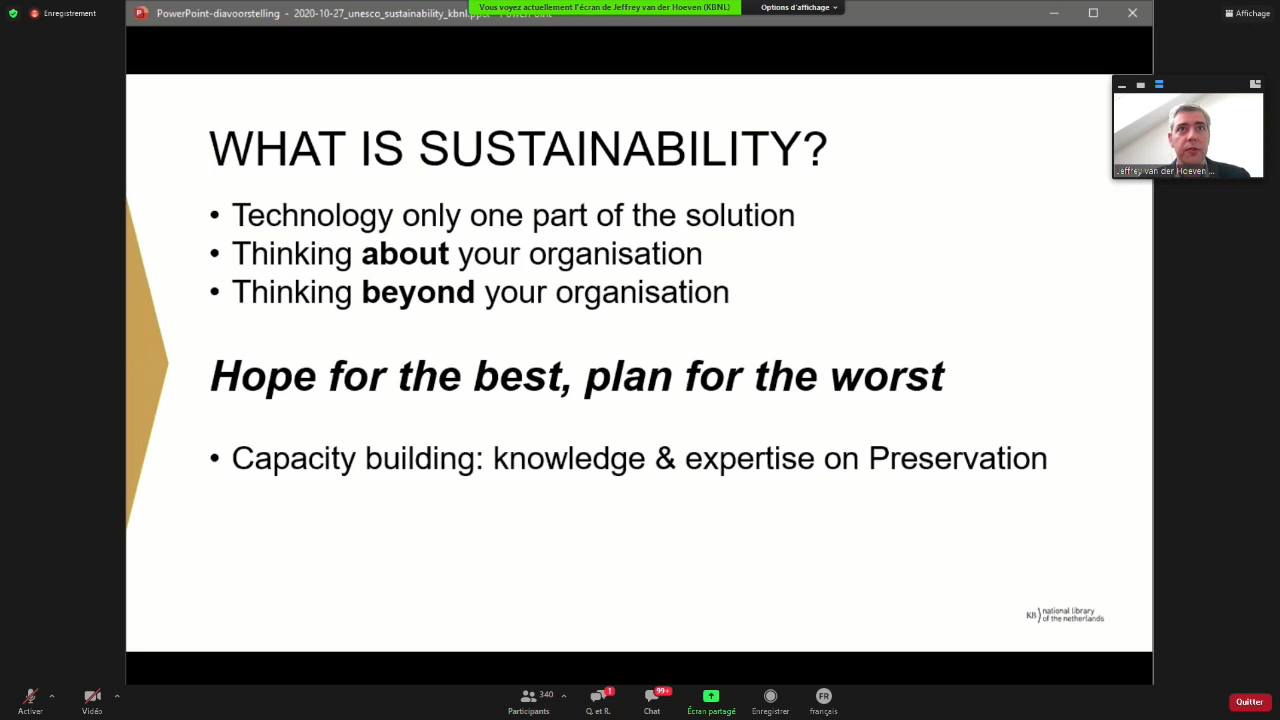 Enregistrement
PowerPoint-diavoorstelling - 2020-10-27_unesco_sustainability_kbnl.pptx - PowerPoint
Vous voyez actuellement l'écran de Jeffrey van der Hoeven (KBNL)
Options d'affichage
Affichage
WHAT IS SUSTAINABILITY?
• Technology only one part of the solution
• Thinking about your organisation
• Thinking beyond your organisation
Hope for the best, plan for the worst
• Capacity building: knowledge & expertise on Preservation
Jeffrey van der Hoeven ...
KB national library
of the netherlands
Activer
Vidéo
340
Participants
1
Q. et R.
99+
Chat
Écran partagé
Enregistrer
FR
français
Quitter